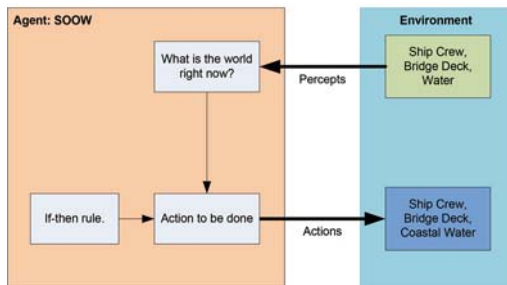 Agent: SOOW
Environment
What is the world
right now?
Ship Crew,
Bridge Deck,
Water
Percepts
If-then rule.
Action to be done
Ship Crew,
Bridge Deck,
Coastal Water
Actions